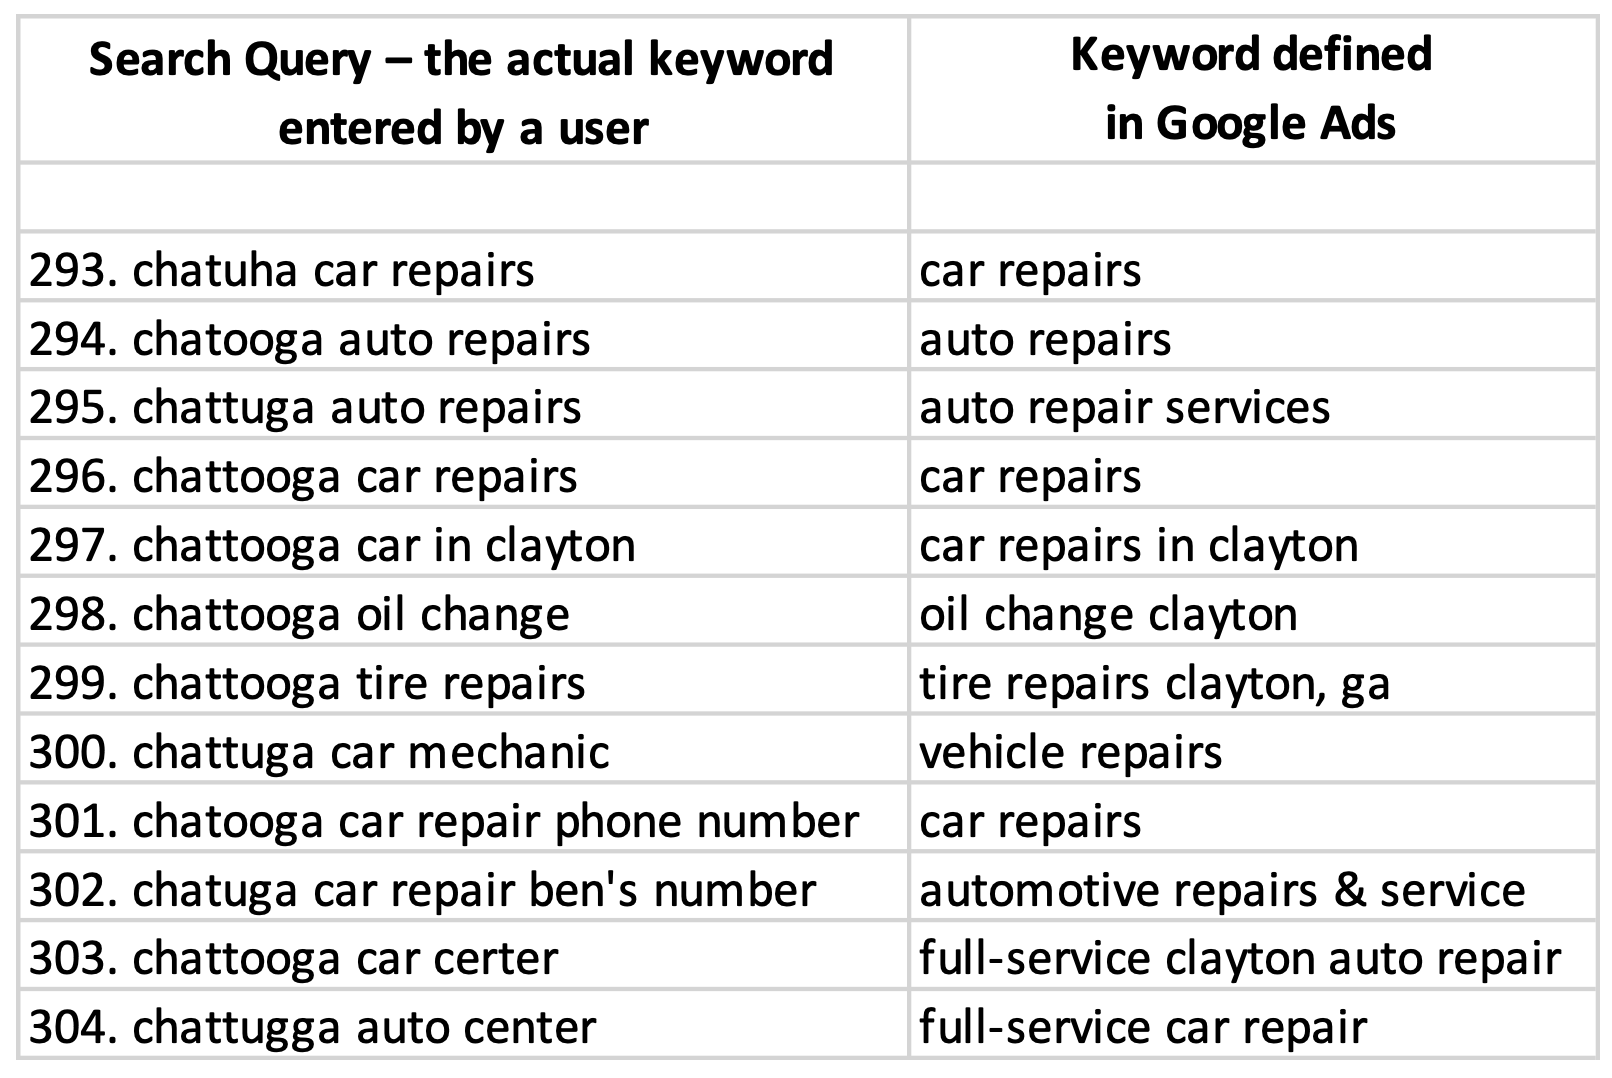 Search Query – the actual keyword
entered by a user
Keyword defined
in Google Ads
293. chatuha car repairs
car repairs
294. chatooga auto repairs
auto repairs
295. chattuga auto repairs
auto repair services
296. chattooga car repairs
car repairs
297. chattooga car in clayton
car repairs in clayton
298. chattooga oil change
oil change clayton
299. chattooga tire repairs
tire repairs clayton, ga
300. chattuga car mechanic
vehicle repairs
301. chatooga car repair phone number
car repairs
302. chatuga car repair ben's number
automotive repairs & service
303. chattooga car certer
full-service clayton auto repair
304. chattugga auto center
full-service car repair